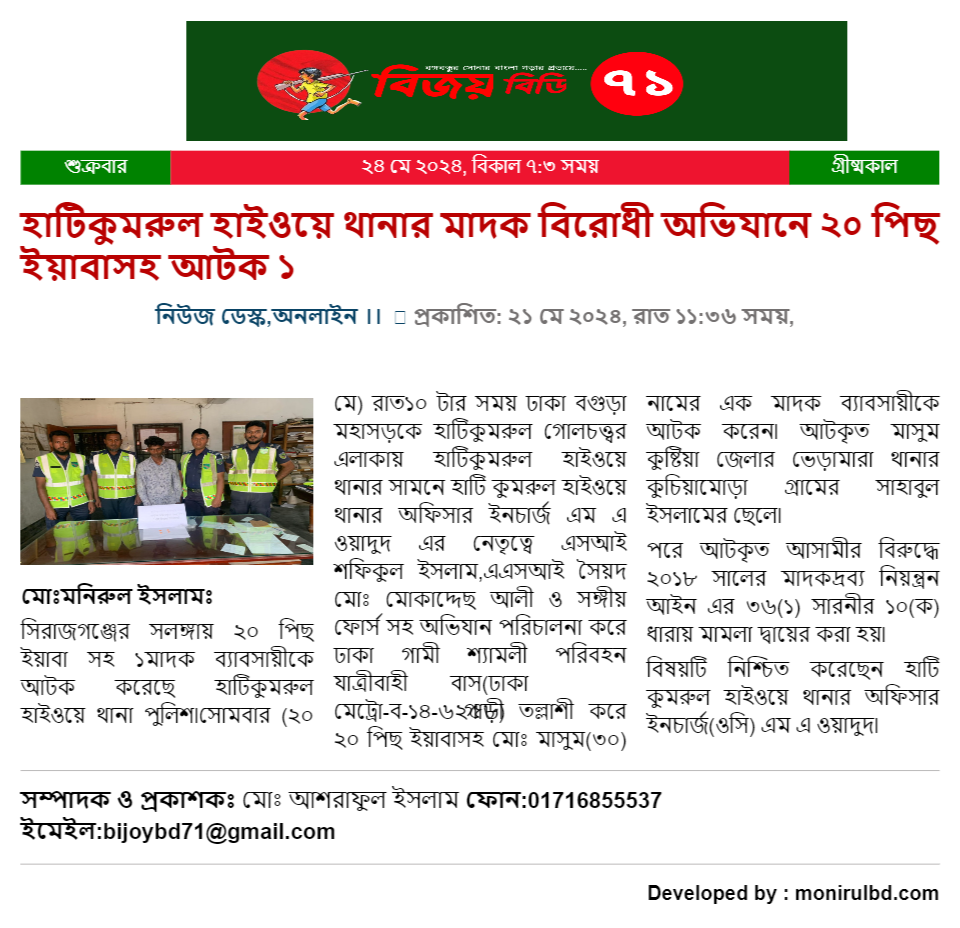 বঙ্গবন্ধুর সোনার বাংলা গড়ার প্রত্যয়ে.....
বিজয় বিডি ৭১
শুক্রবার
২৪ মে ২০২৪, বিকাল ৭:৩ সময়
গ্রীষ্মকাল
হাটিকুমরুল হাইওয়ে থানার মাদক বিরোধী অভিযানে ২০ পিছ
ইয়াবাসহ আটক ১
নিউজ ডেস্ক,অনলাইন ।। প্রকাশিত: ২১ মে ২০২৪, রাত ১১:৩৬ সময়,
মোঃমনিরুল ইসলামঃ
সিরাজগঞ্জের সলঙ্গায় ২০ পিছ
ইয়াবা সহ ১মাদক ব্যাবসায়ীকে
আটক করেছে হাটিকুমরুল
হাইওয়ে থানা পুলিশ।সোমবার (২০
মে) রাত১০ টার সময় ঢাকা বগুড়া
মহাসড়কে হাটিকুমরুল গোলচত্ত্বর
এলাকায় হাটিকুমরুল হাইওয়ে
থানার সামনে হাটি কুমরুল হাইওয়ে
থানার অফিসার ইনচার্জ এম এ
ওয়াদুদ এর নেতৃত্বে এসআই
শফিকুল ইসলাম,এএসআই সৈয়দ
মোঃ মোকাদ্দেছ আলী ও সঙ্গীয়
ফোর্স সহ অভিযান পরিচালনা করে
ঢাকা গামী শ্যামলী পরিবহন
যাত্রীবাহী বাস(ঢাকা
মেট্রো-ব-১৪-৬২ গাড়ী তল্লাশী করে
২০ পিছ ইয়াবাসহ মোঃ মাসুম(৩০)
নামের এক মাদক ব্যাবসায়ীকে
আটক করেন। আটকৃত মাসুম
কুষ্টিয়া জেলার ভেড়ামারা থানার
কুচিয়ামোড়া গ্রামের সাহাবুল
ইসলামের ছেলে।
পরে আটকৃত আসামীর বিরুদ্ধে
২০১৮ সালের মাদকদ্রব্য নিয়ন্ত্রন
আইন এর ৩৬(১) সারনীর ১০(ক)
ধারায় মামলা দ্বায়ের করা হয়।
বিষয়টি নিশ্চিত করেছেন হাটি
কুমরুল হাইওয়ে থানার অফিসার
ইনচার্জ(ওসি) এম এ ওয়াদুদ।
সম্পাদক ও প্রকাশকঃ মোঃ আশরাফুল ইসলাম ফোন:01716855537
ইমেইল:bijoybd71@gmail.com
Developed by : monirulbd.com